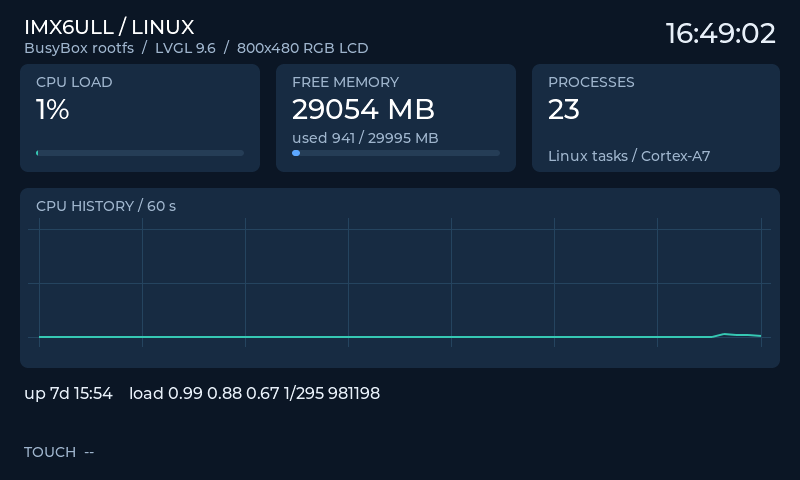 IMX6ULL / LINUX
16:49:02
BusyBox rootfs / LVGL 9.6 / 800x480 RGB LCD
CPU LOAD
1%
FREE MEMORY
29054 MB
used 941 / 29995 MB
PROCESSES
23
Linux tasks / Cortex-A7
CPU HISTORY / 60 s
up 7d 15:54 load 0.99 0.88 0.67 1/295 981198
TOUCH --